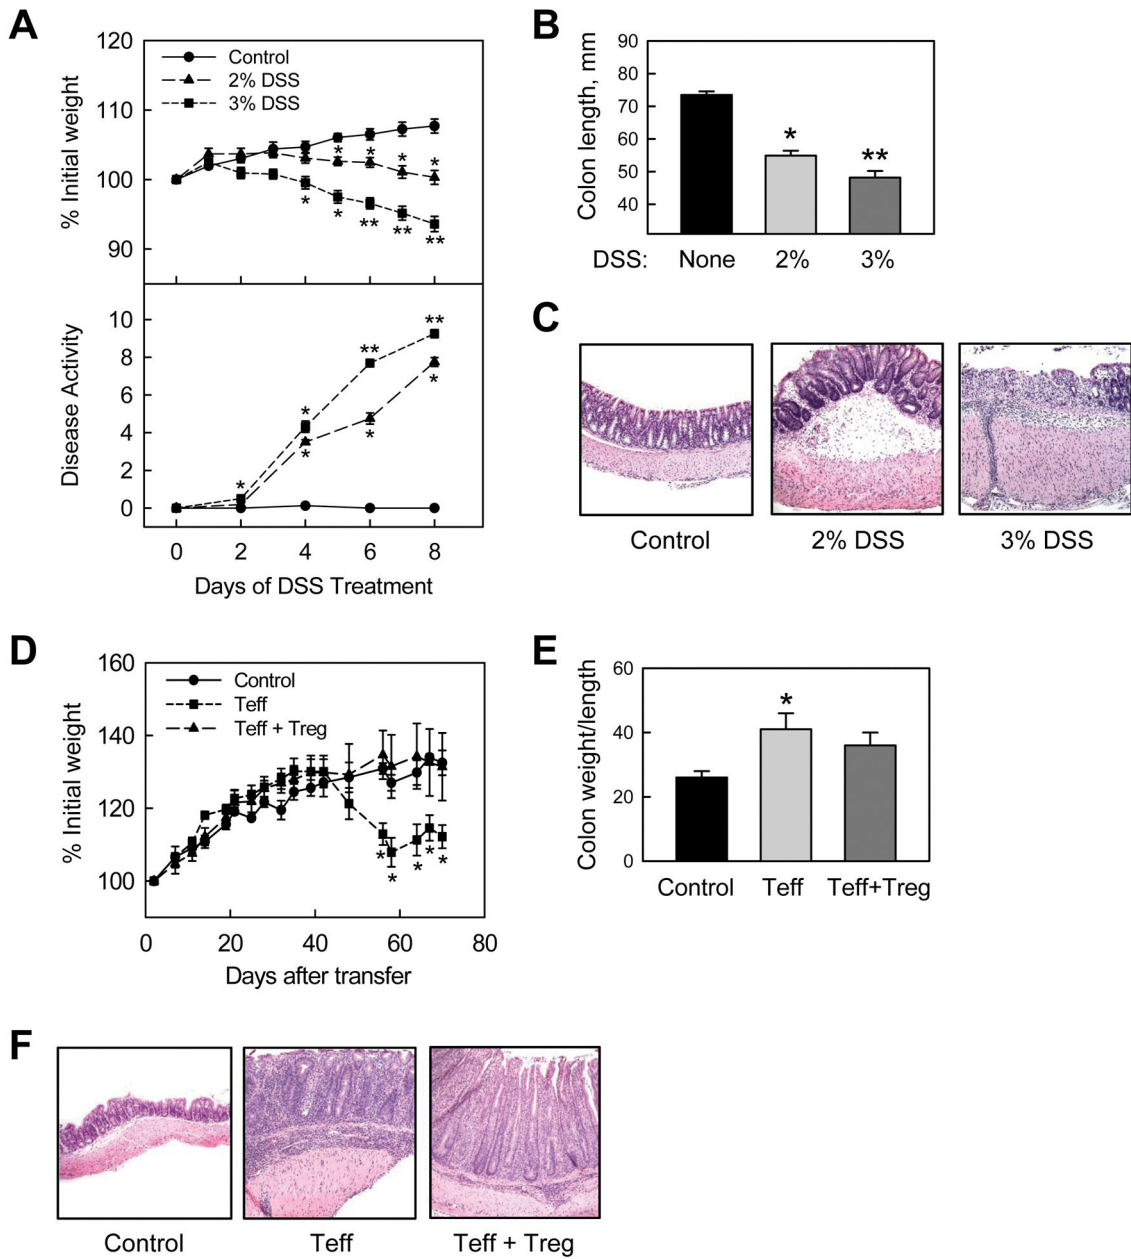 A
120
110
100
90
% Initial weight
Control
2% DSS
3% DSS
* * * *
* * ** ** **
10
8
6
4
2
0
Disease Activity
* * ** **
* * *
0 2 4 6 8
Days of DSS Treatment
B
90
80
70
60
50
40
Colon length, mm
* **
DSS: None 2% 3%
C
Control 2% DSS 3% DSS
D
160
140
120
100
% Initial weight
Control
Teff
Teff + Treg
* * * * *
0 20 40 60 80
Days after transfer
E
60
40
20
0
Colon weight/length
*
Control Teff Teff+Treg
F
Control Teff Teff + Treg